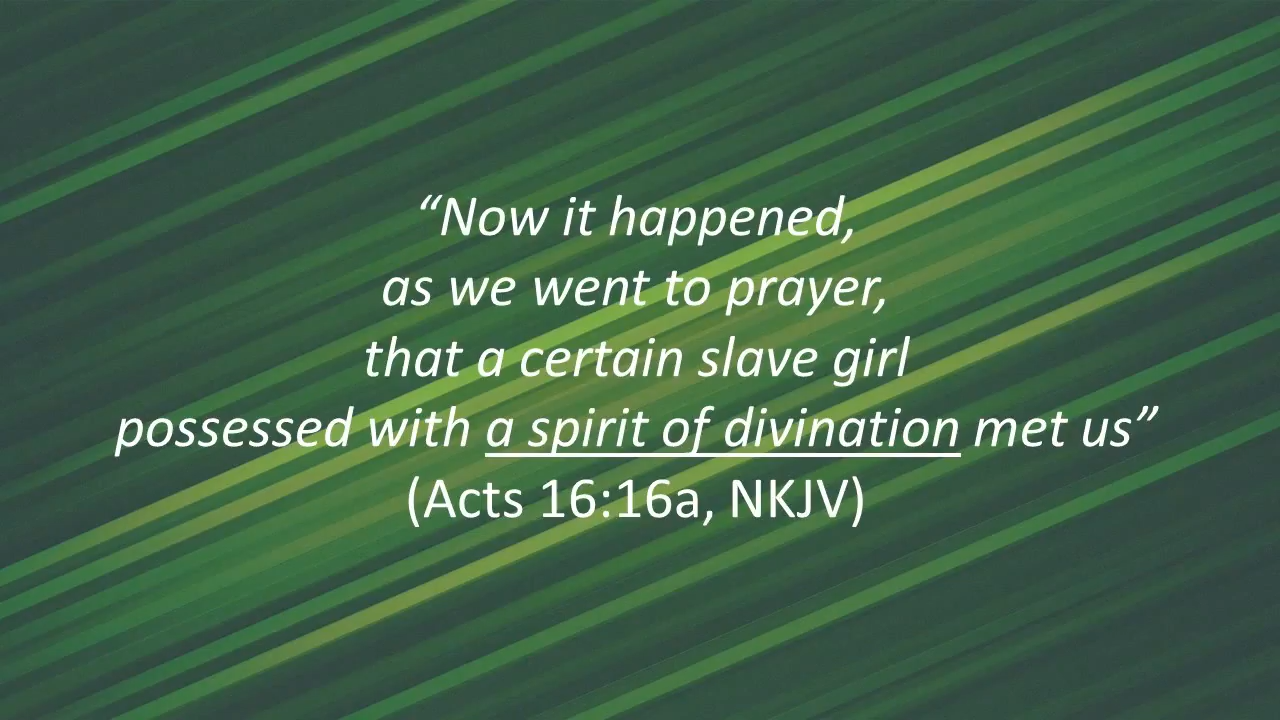 “Now it happened,
as we went to prayer,
that a certain slave girl
possessed with a spirit of divination met us”
(Acts 16:16a, NKJV)